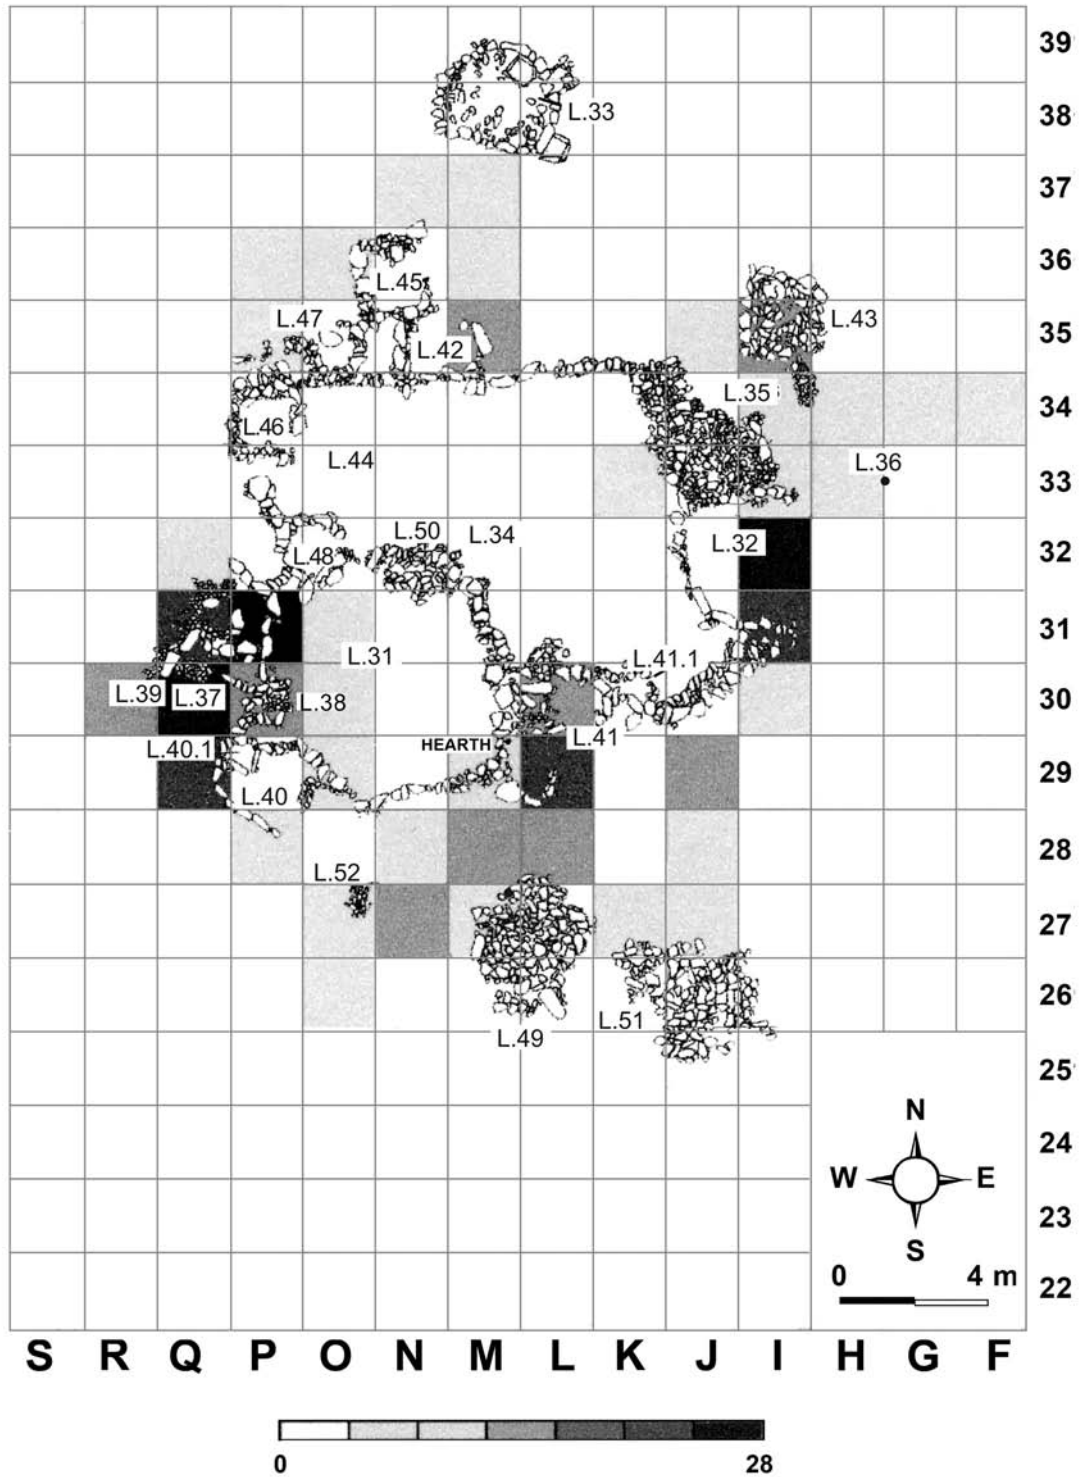 39
L.33
38
37
36
L.45
L.47
L.43
35
L.42
L.35
34
L.46
L.44
L.36
33
L.50
L.34
L.32
32
L.48
31
L.31
L.41.1
L.39
L.37
L.38
30
L.41
HEARTH
L.40.1
29
L.40
28
L.52
27
26
L.51
L.49
25
N
24
W
E
23
S
0 4 m
22
S R Q P O N M L K J I H G F
0 28